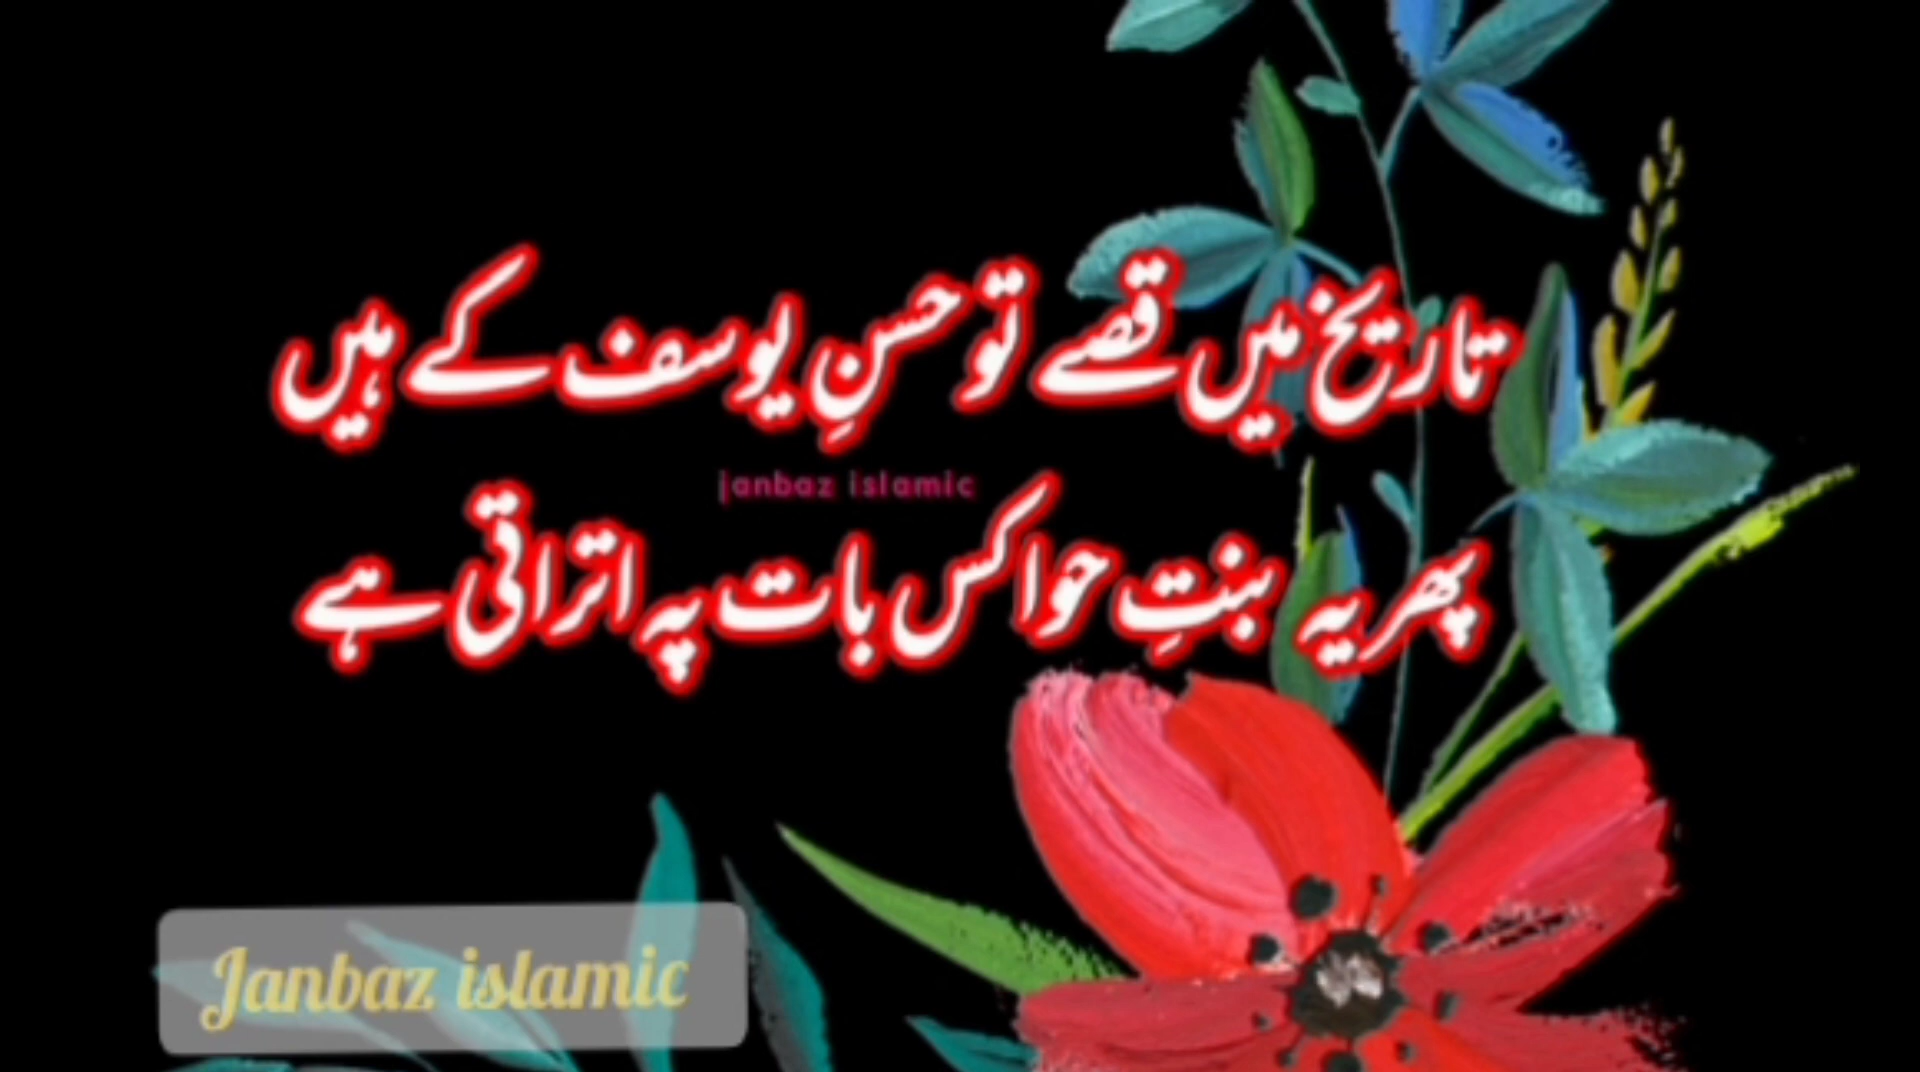 تاریخ میں قصے تو حسنِ یوسف کے ہیں
janbaz islamic
پھر یہ بنتِ حوا کس بات پہ اتراتی ہے
Janbaz islamic